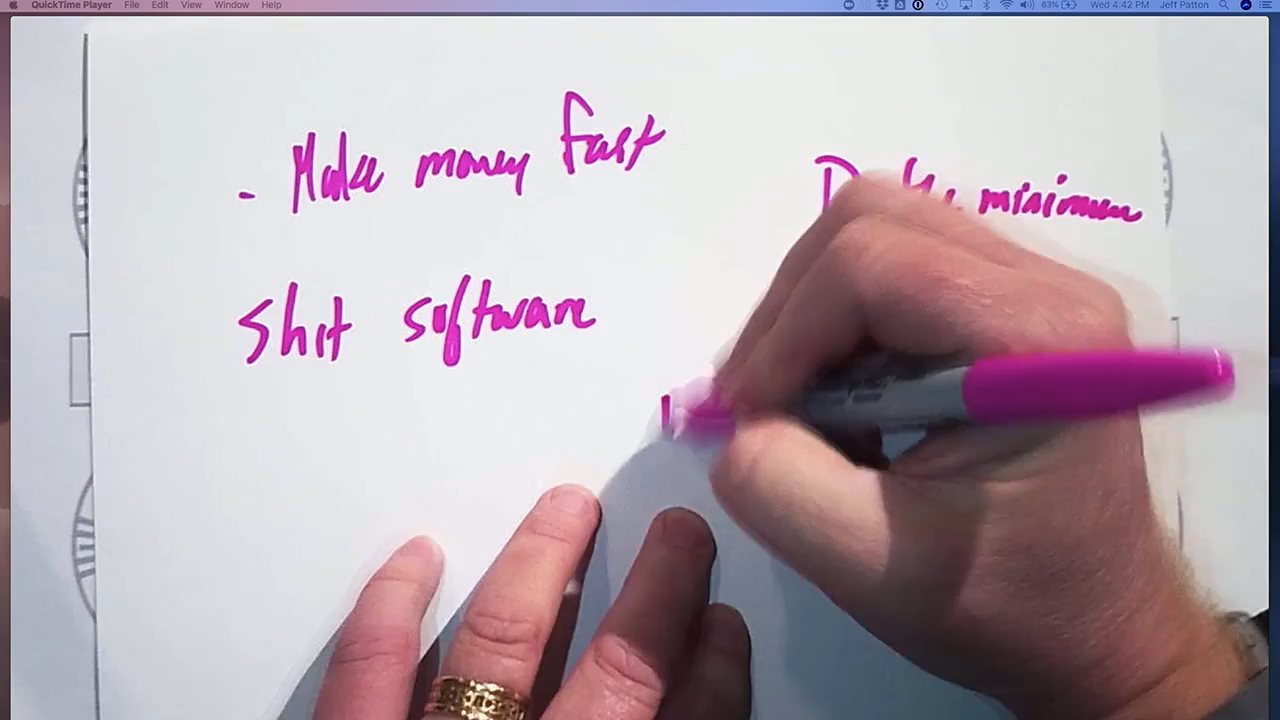 QuickTime Player File Edit View Window Help 63% Wed 4:42 PM Jeff Patton
- Make money fast
minimum
Shit software